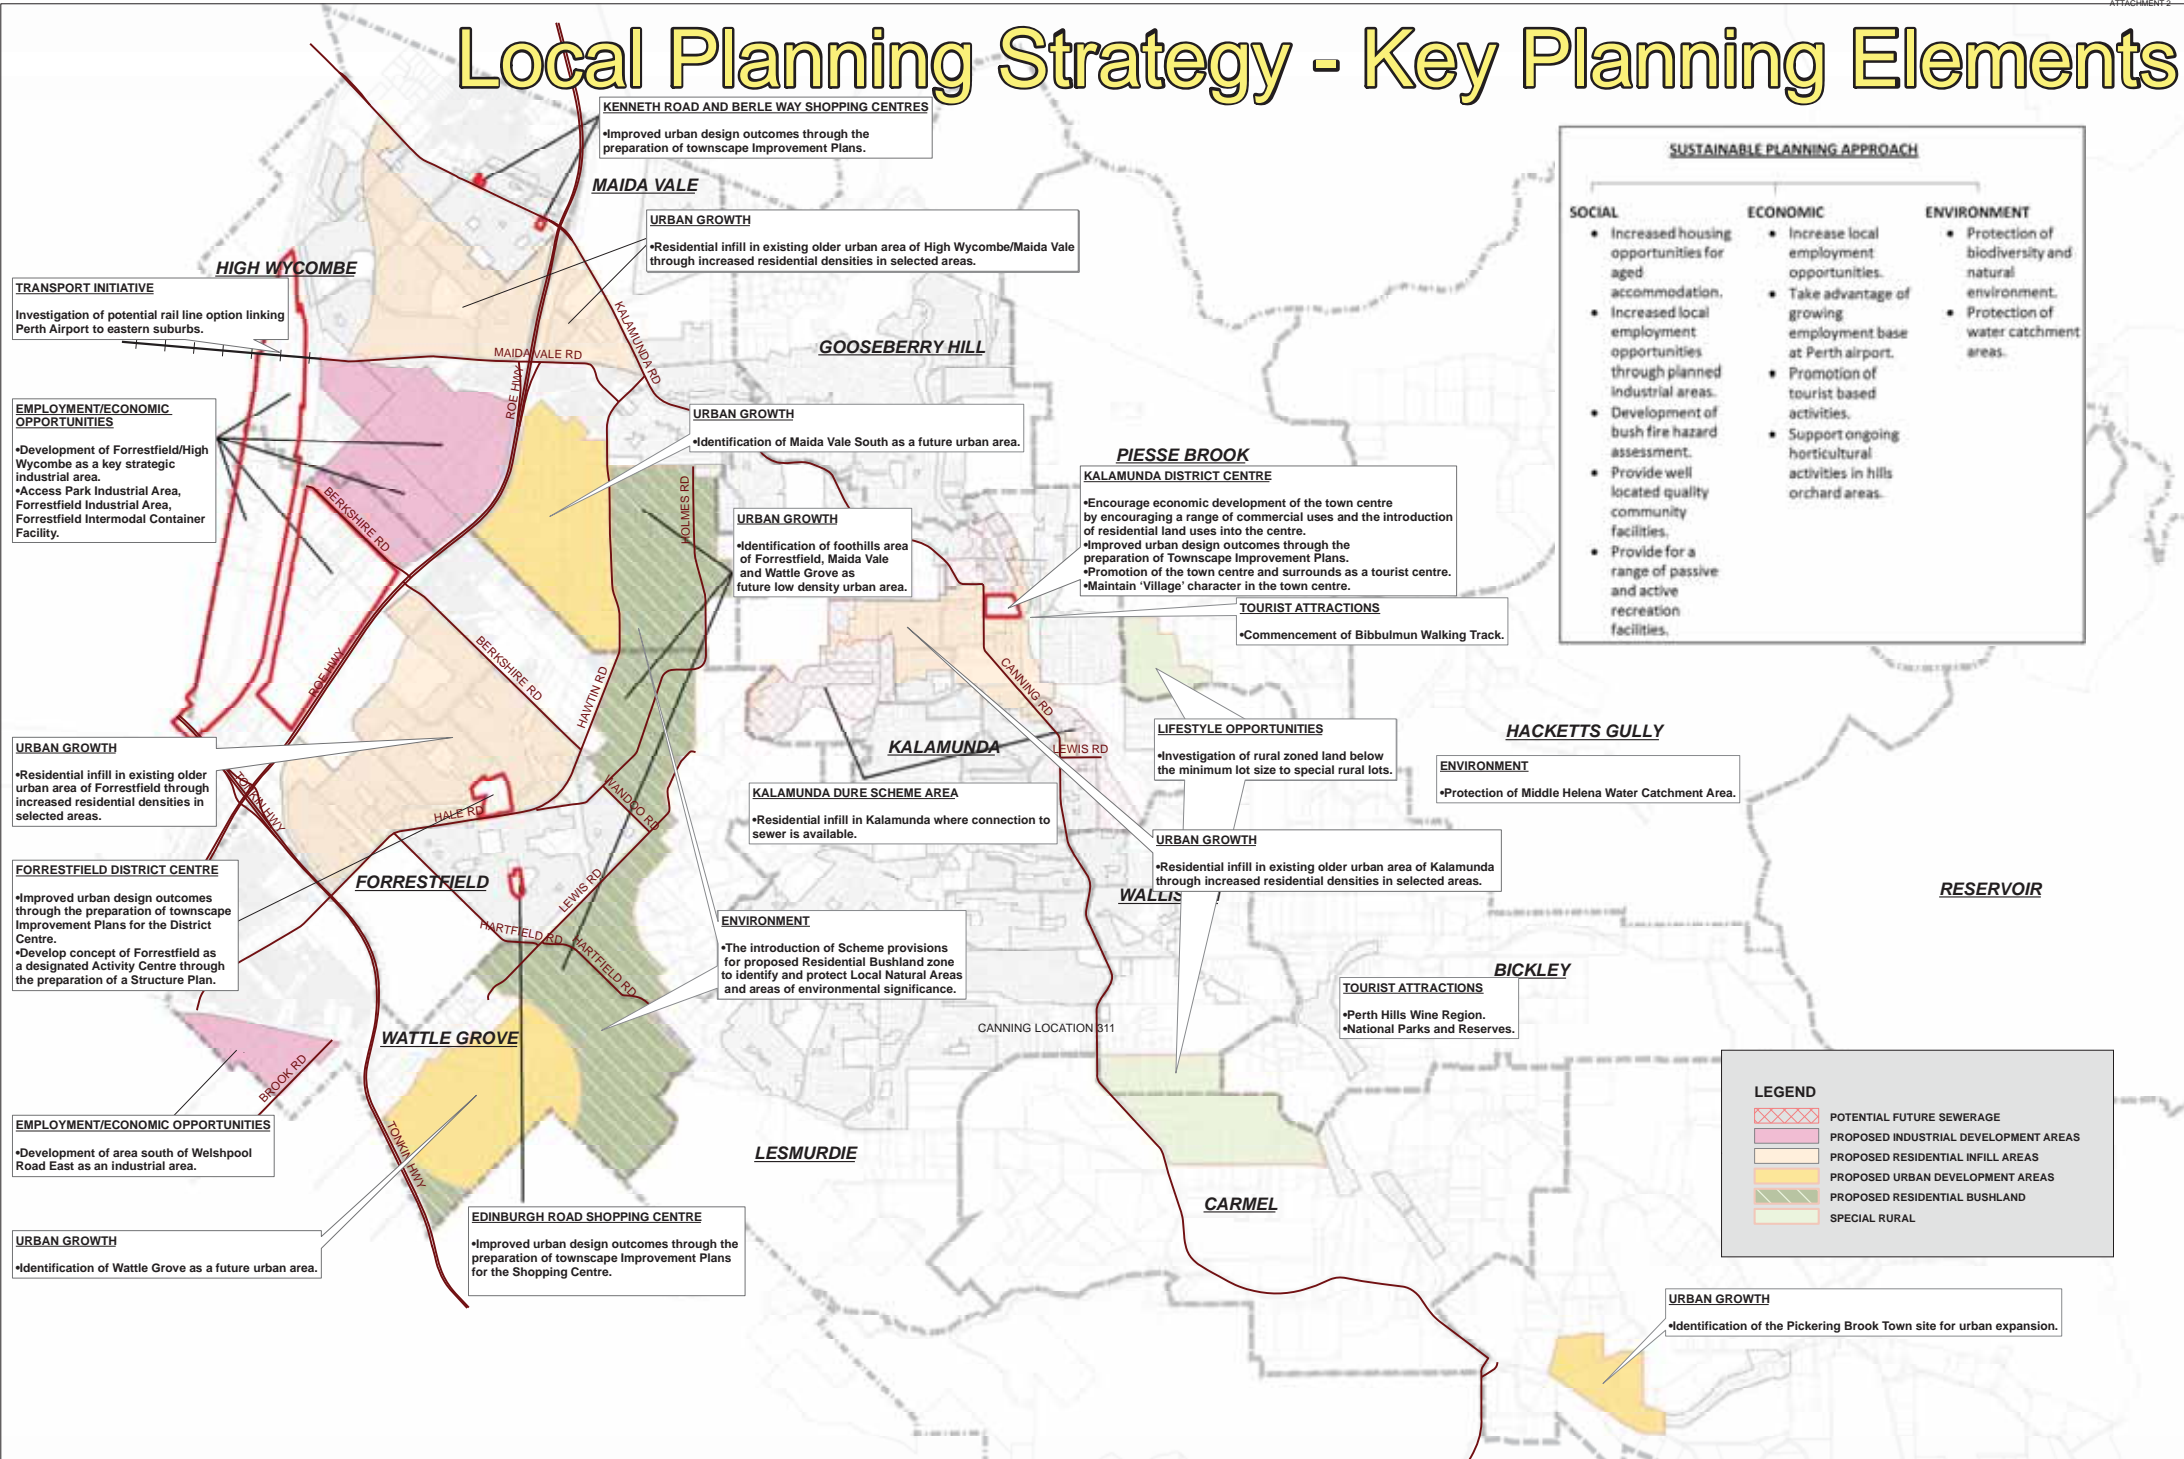 ATTACHMENT 2
Local Planning Strategy - Key Planning Elements
KENNETH ROAD AND BERLE WAY SHOPPING CENTRES
•Improved urban design outcomes through the
preparation of townscape Improvement Plans.
MAIDA VALE
URBAN GROWTH
•Residential infill in existing older urban area of High Wycombe/Maida Vale
through increased residential densities in selected areas.
HIGH WYCOMBE
TRANSPORT INITIATIVE
Investigation of potential rail line option linking
Perth Airport to eastern suburbs.
KALAMUNDA RD
MAIDA VALE RD
ROE HWY
GOOSEBERRY HILL
SUSTAINABLE PLANNING APPROACH
SOCIAL
• Increased housing
opportunities for
aged
accommodation.
• Increased local
employment
opportunities
through planned
industrial areas.
• Development of
bush fire hazard
assessment.
• Provide well
located quality
community
facilities.
• Provide for a
range of passive
and active
recreation
facilities.
ECONOMIC
• Increase local
employment
opportunities.
• Take advantage of
growing
employment base
at Perth airport.
• Promotion of
tourist based
activities.
• Support ongoing
horticultural
activities in hills
orchard areas.
ENVIRONMENT
• Protection of
biodiversity and
natural
environment.
• Protection of
water catchment
areas.
EMPLOYMENT/ECONOMIC
OPPORTUNITIES
•Development of Forrestfield/High
Wycombe as a key strategic
industrial area.
•Access Park Industrial Area,
Forrestfield Industrial Area,
Forrestfield Intermodal Container
Facility.
URBAN GROWTH
•Identification of Maida Vale South as a future urban area.
PIESSE BROOK
KALAMUNDA DISTRICT CENTRE
•Encourage economic development of the town centre
by encouraging a range of commercial uses and the introduction
of residential land uses into the centre.
•Improved urban design outcomes through the
preparation of Townscape Improvement Plans.
•Promotion of the town centre and surrounds as a tourist centre.
•Maintain ‘Village’ character in the town centre.
BERKSHIRE RD
HOLMES RD
URBAN GROWTH
•Identification of foothills area
of Forrestfield, Maida Vale
and Wattle Grove as
future low density urban area.
TOURIST ATTRACTIONS
•Commencement of Bibbulmun Walking Track.
ROE HWY
BERKSHIRE RD
HAWTIN RD
CANNING RD
URBAN GROWTH
•Residential infill in existing older
urban area of Forrestfield through
increased residential densities in
selected areas.
TONKIN HWY
HALE RD
WANDOO RD
KALAMUNDA
LEWIS RD
LIFESTYLE OPPORTUNITIES
•Investigation of rural zoned land below
the minimum lot size to special rural lots.
HACKETTS GULLY
ENVIRONMENT
•Protection of Middle Helena Water Catchment Area.
KALAMUNDA DURE SCHEME AREA
•Residential infill in Kalamunda where connection to
sewer is available.
URBAN GROWTH
•Residential infill in existing older urban area of Kalamunda
through increased residential densities in selected areas.
FORRESTFIELD DISTRICT CENTRE
•Improved urban design outcomes
through the preparation of townscape
Improvement Plans for the District
Centre.
•Develop concept of Forrestfield as
a designated Activity Centre through
the preparation of a Structure Plan.
FORRESTFIELD
LEWIS RD
HARTFIELD RD
HARTFIELD RD
RESERVOIR
ENVIRONMENT
•The introduction of Scheme provisions
for proposed Residential Bushland zone
to identify and protect Local Natural Areas
and areas of environmental significance.
BICKLEY
TOURIST ATTRACTIONS
•Perth Hills Wine Region.
•National Parks and Reserves.
CANNING LOCATION 311
WATTLE GROVE
BROOK RD
TONKIN HWY
EMPLOYMENT/ECONOMIC OPPORTUNITIES
•Development of area south of Welshpool
Road East as an industrial area.
LESMURDIE
CARMEL
LEGEND
POTENTIAL FUTURE SEWERAGE
PROPOSED INDUSTRIAL DEVELOPMENT AREAS
PROPOSED RESIDENTIAL INFILL AREAS
PROPOSED URBAN DEVELOPMENT AREAS
PROPOSED RESIDENTIAL BUSHLAND
SPECIAL RURAL
URBAN GROWTH
•Identification of Wattle Grove as a future urban area.
EDINBURGH ROAD SHOPPING CENTRE
•Improved urban design outcomes through the
preparation of townscape Improvement Plans
for the Shopping Centre.
URBAN GROWTH
•Identification of the Pickering Brook Town site for urban expansion.